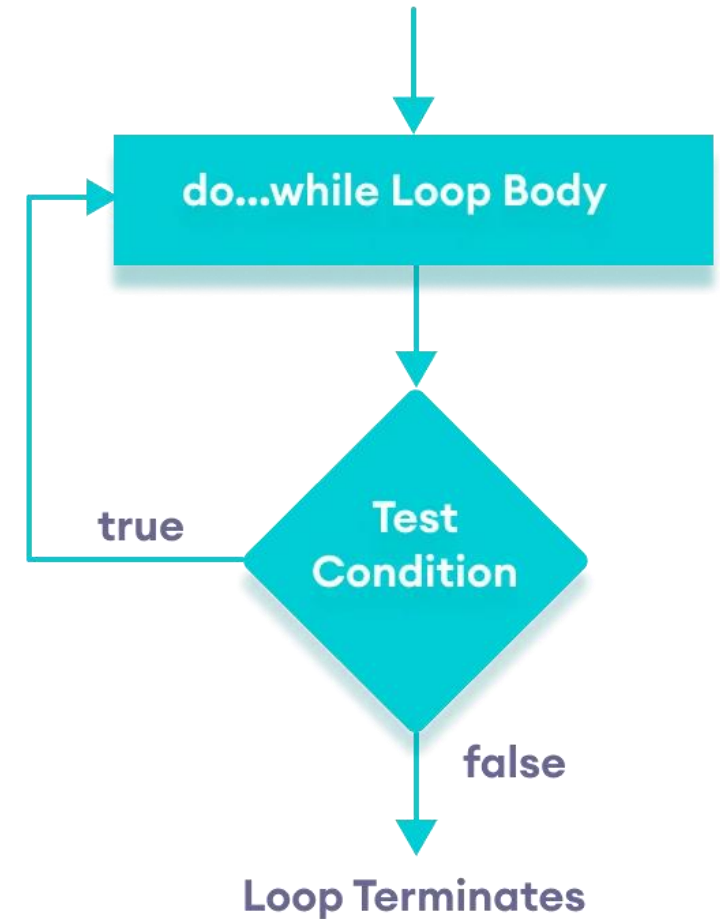 do...while Loop Body
true
Test
Condition
false
Loop Terminates